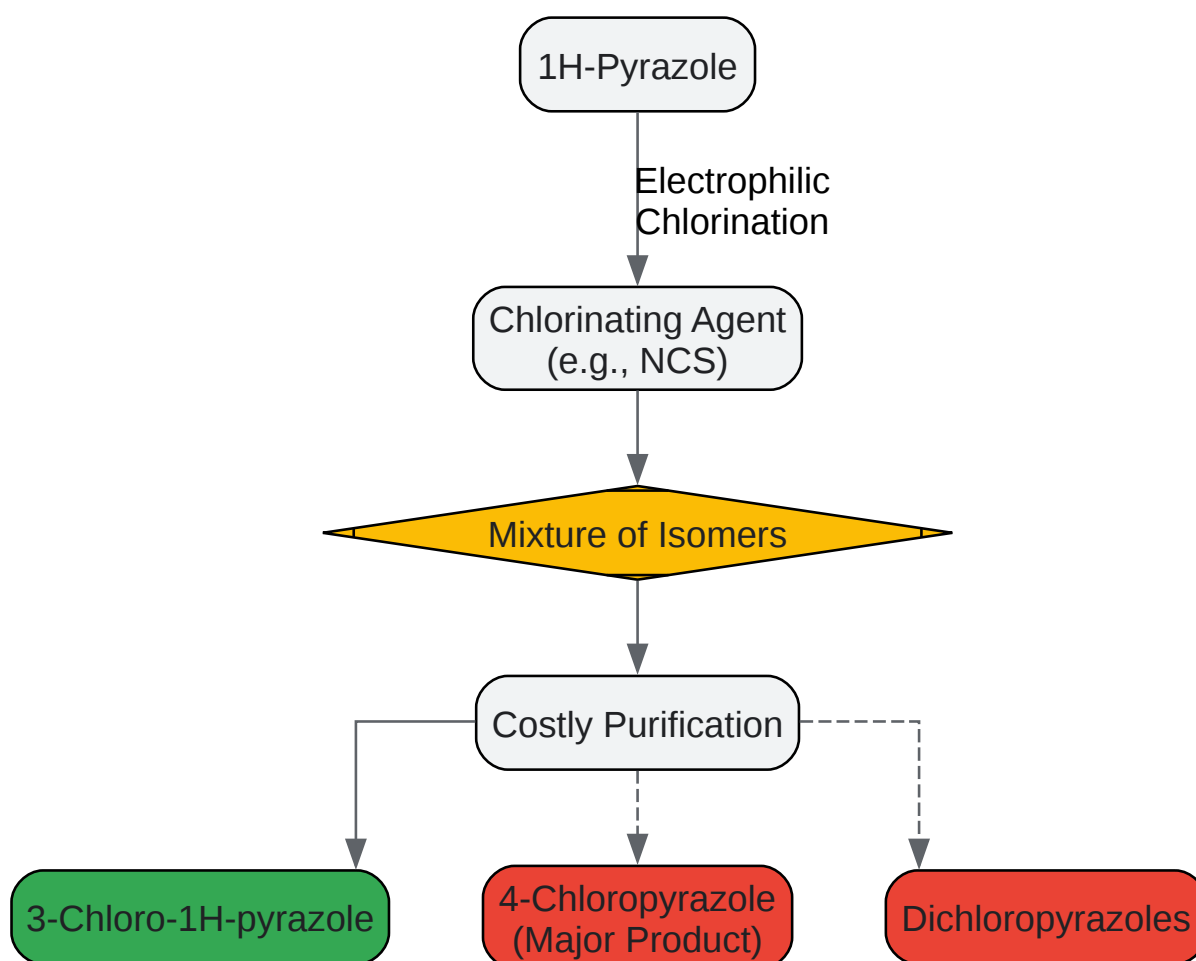 1H-Pyrazole
Electrophilic
Chlorination
Chlorinating Agent
(e.g., NCS)
Mixture of Isomers
Costly Purification
3-Chloro-1H-pyrazole
4-Chloropyrazole
(Major Product)
Dichloropyrazoles